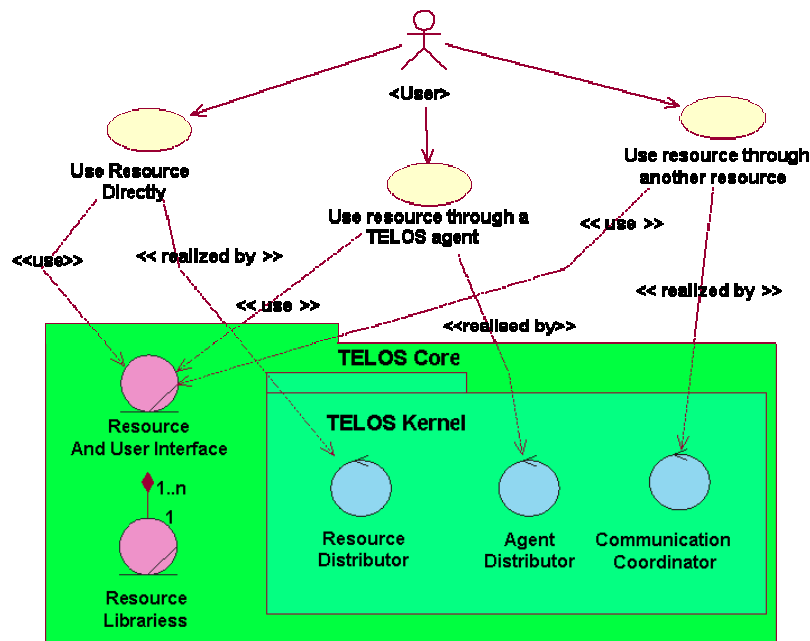 <User>
Use Resource
Directly
Use resource through a
TELOS agent
Use resource through
another resource
<<use>>
<< realized by >>
<< use >>
<< use >>
<<realised by>>
<< realized by >>
TELOS Core
TELOS Kernel
Resource
And User Interface
1..n
1
Resource
Librariess
Resource
Distributor
Agent
Distributor
Communication
Coordinator